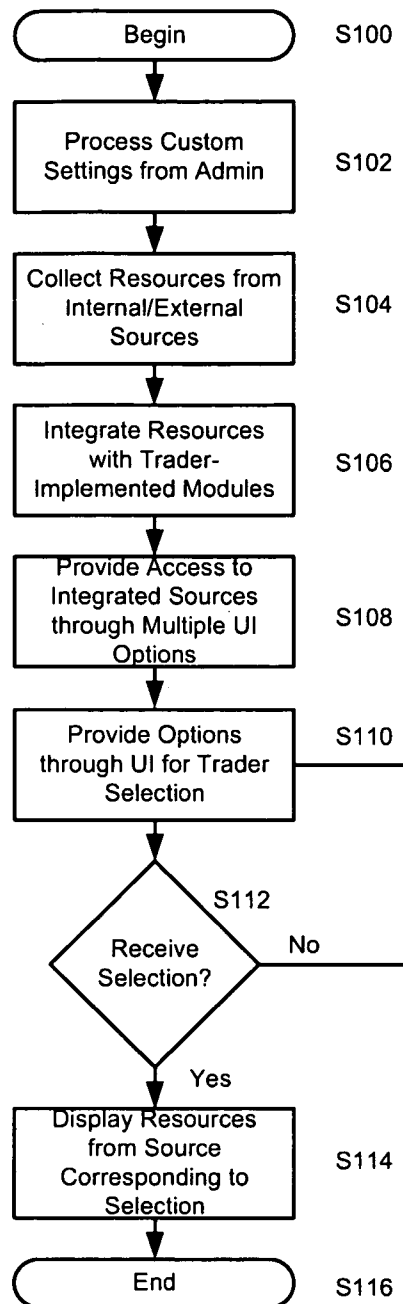 Begin
S100
Process Custom
Settings from Admin
S102
Collect Resources from
Internal/External
Sources
S104
Integrate Resources
with Trader-
Implemented Modules
S106
Provide Access to
Integrated Sources
through Multiple UI
Options
S108
Provide Options
through UI for Trader
Selection
S110
S112
Receive
Selection?
No
Yes
Display Resources
from Source
Corresponding to
Selection
S114
End
S116